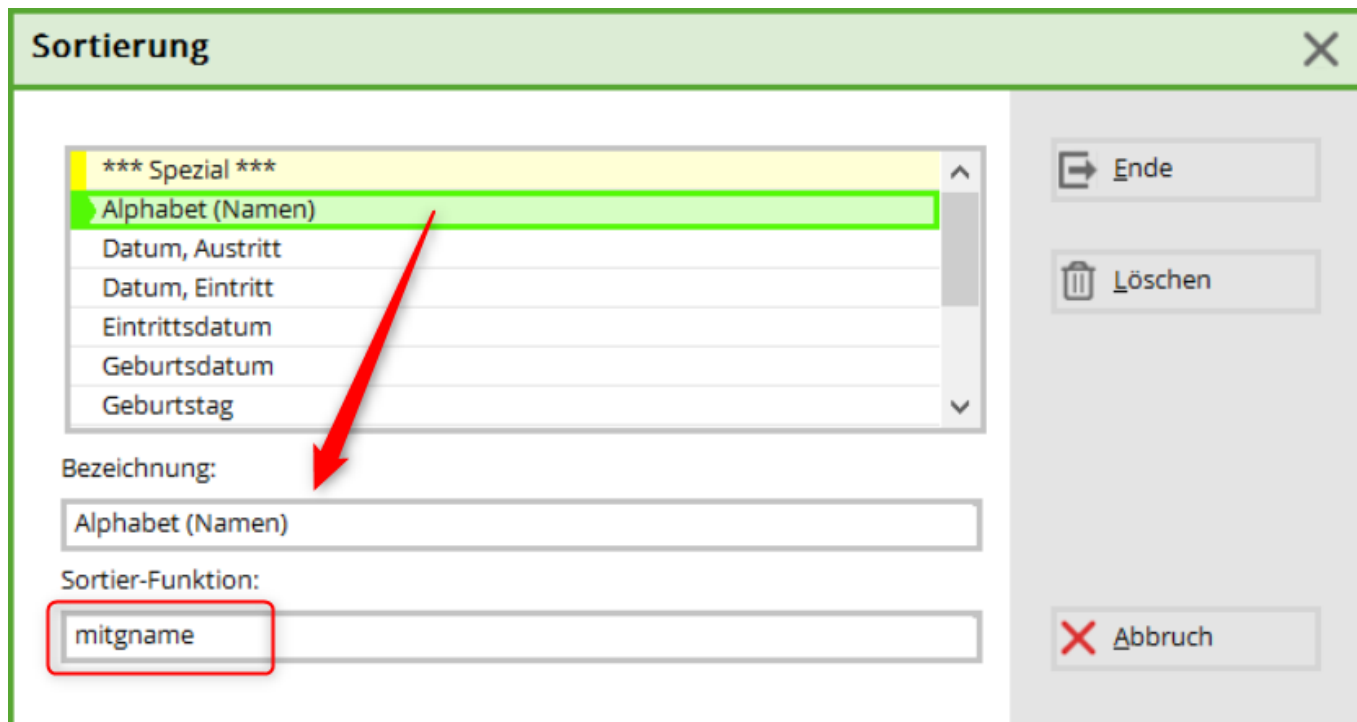 Sortierung
*** Spezial ***
Alphabet (Namen)
Datum, Austritt
Datum, Eintritt
Eintrittsdatum
Geburtsdatum
Geburtstag
Bezeichnung:
Alphabet (Namen)
Sortier-Funktion:
mitgname
Ende
Löschen
Abbruch